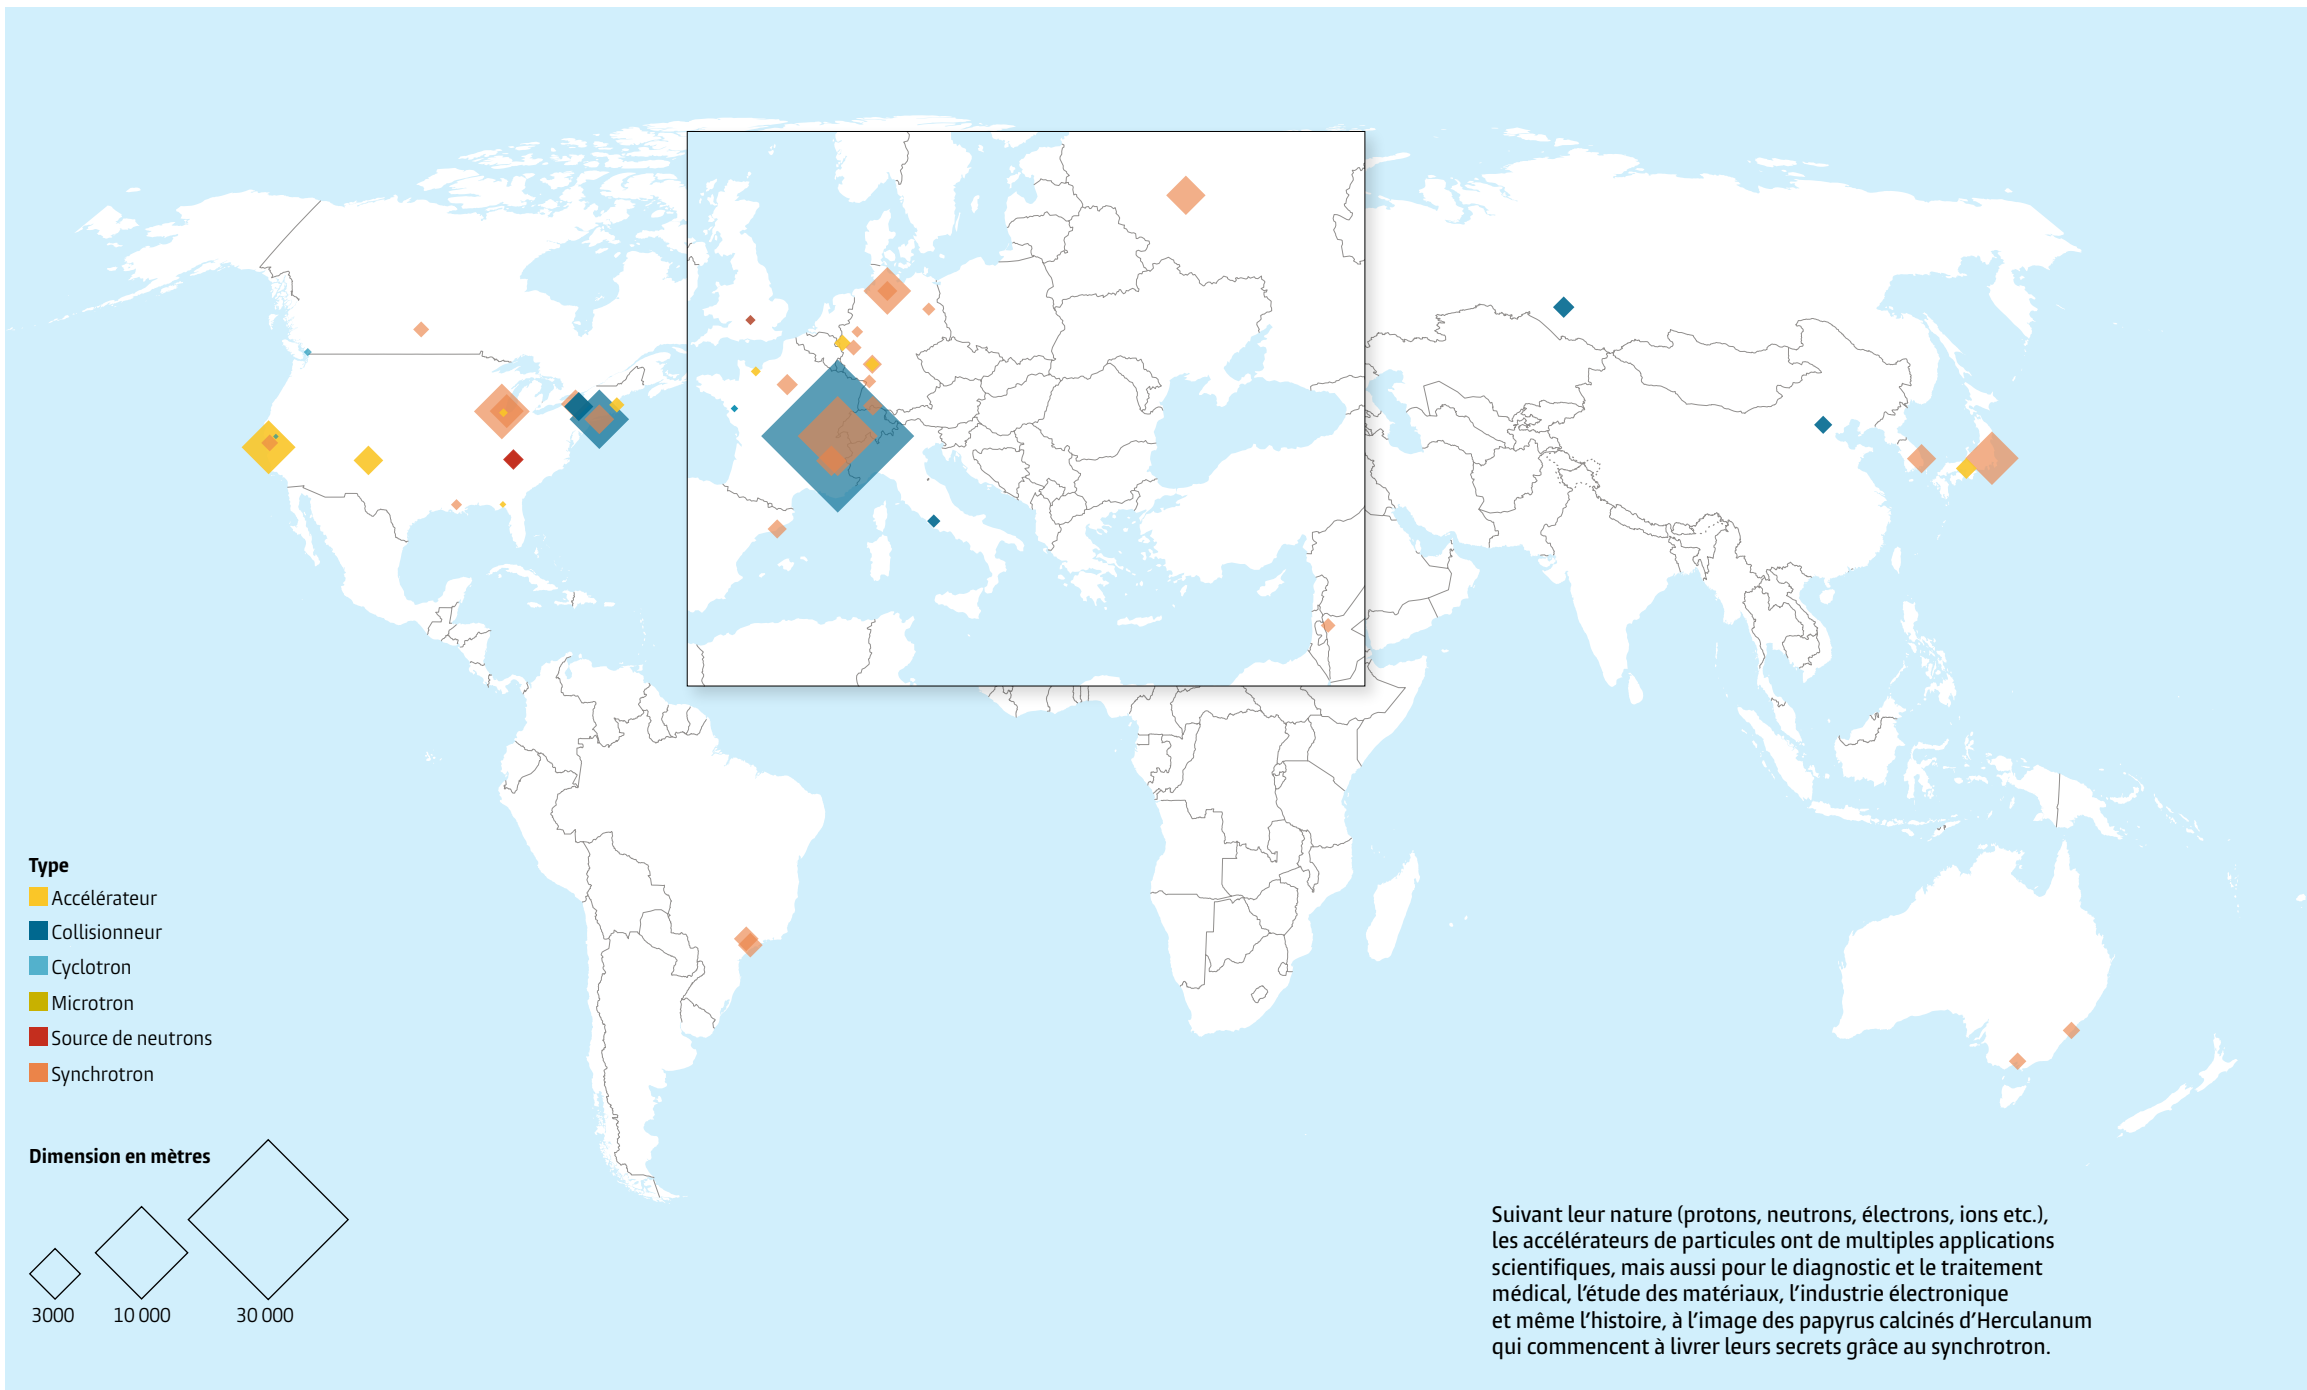 Type
Accélérateur
Collisionneur
Cyclotron
Microtron
Source de neutrons
Synchrotron
Dimension en mètres
3000
10 000
30 000
Suivant leur nature (protons, neutrons, électrons, ions etc.),
les accélérateurs de particules ont de multiples applications
scientifiques, mais aussi pour le diagnostic et le traitement
médical, l’étude des matériaux, l’industrie électronique
et même l’histoire, à l’image des papyrus calcinés d’Herculanum
qui commencent à livrer leurs secrets grâce au synchrotron.